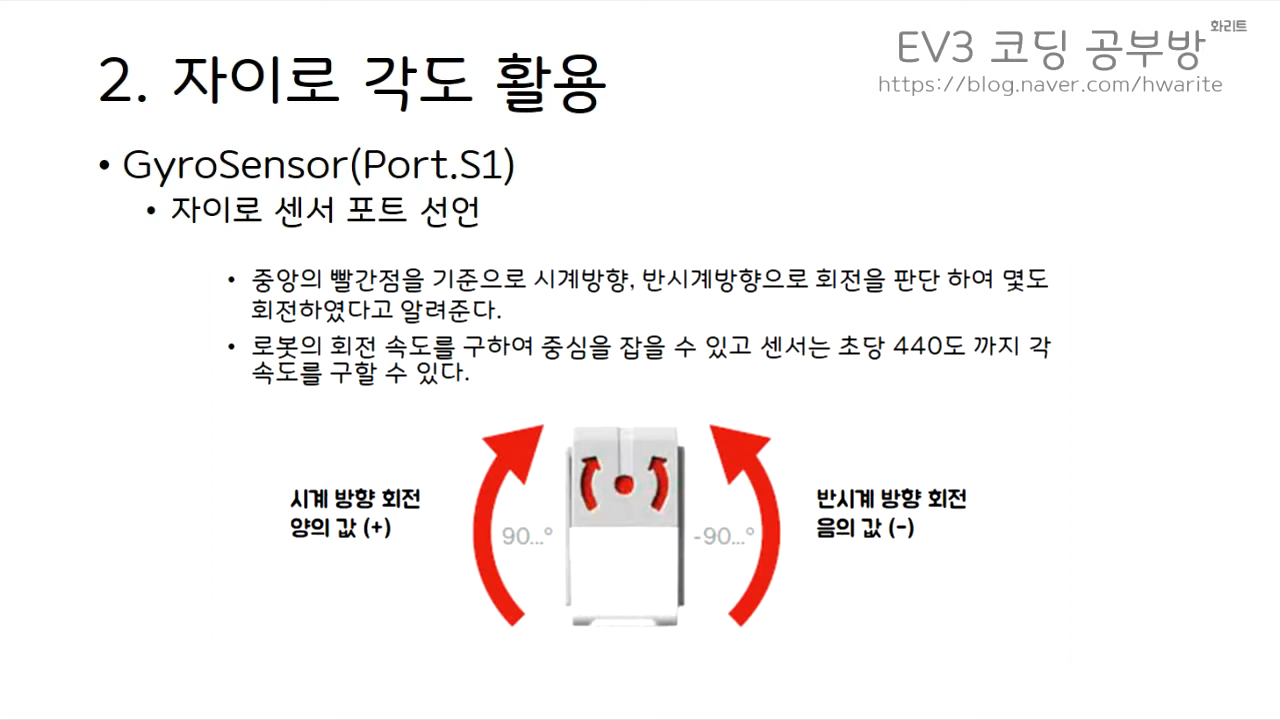 화리트
EV3 코딩 공부방
https://blog.naver.com/hwarite
2. 자이로 각도 활용
• GyroSensor(Port.S1)
• 자이로 센서 포트 선언
• 중앙의 빨간점을 기준으로 시계방향, 반시계방향으로 회전을 판단 하여 몇도
회전하였다고 알려준다.
• 로봇의 회전 속도를 구하여 중심을 잡을 수 있고 센서는 초당 440도 까지 각
속도를 구할 수 있다.
시계 방향 회전
양의 값 (+)
90...°
-90...°
반시계 방향 회전
음의 값 (-)